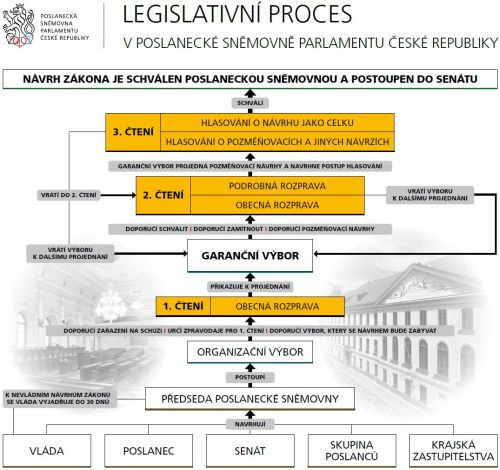 POSLANECKÁ
SNĚMOVNA
PARLAMENTU
ČESKÉ REPUBLIKY
LEGISLATIVNÍ PROCES
V POSLANECKÉ SNĚMOVNĚ PARLAMENTU ČESKÉ REPUBLIKY
NÁVRH ZÁKONA JE SCHVÁLEN POSLANECKOU SNĚMOVNOU A POSTOUPEN DO SENÁTU
SCHVÁLÍ
3. ČTENÍ
HLASOVÁNÍ O NÁVRHU JAKO CELKU
HLASOVÁNÍ O POZMĚŇOVACÍCH A JINÝCH NÁVRZÍCH
GARANČNÍ VÝBOR PROJEDNÁ POZMĚŇOVACÍ NÁVRHY A NAVRHNE POSTUP HLASOVÁNÍ
VRÁTÍ DO 2. ČTENÍ
2. ČTENÍ
PODROBNÁ ROZPRAVA
OBECNÁ ROZPRAVA
VRÁTÍ VÝBORU
K DALŠÍMU PROJEDNÁNÍ
DOPORUČÍ SCHVÁLIT I DOPORUČÍ ZAMÍTNOUT I DOPORUČÍ POZMĚŇOVACÍ NÁVRHY
VRÁTÍ VÝBORU
K DALŠÍMU PROJEDNÁNÍ
GARANČNÍ VÝBOR
PŘIKAZUJE K PROJEDNÁNÍ
1. ČTENÍ
OBECNÁ ROZPRAVA
DOPORUČÍ ZAŘAZENÍ NA SCHŮZI I URČÍ ZPRAVODAJE PRO 1. ČTENÍ I DOPORUČÍ VÝBOR, KTERÝ SE NÁVRHEM BUDE ZABÝVAT
ORGANIZAČNÍ VÝBOR
POSTOUPÍ
K NEVLÁDNÍM NÁVRHŮM ZÁKONŮ
SE VLÁDA VYJADŘUJE DO 30 DNŮ
PŘEDSEDA POSLANECKÉ SNĚMOVNY
NAVRHUJÍ
VLÁDA
POSLANEC
SENÁT
SKUPINA
POSLANCŮ
KRAJSKÁ
ZASTUPITELSTVA